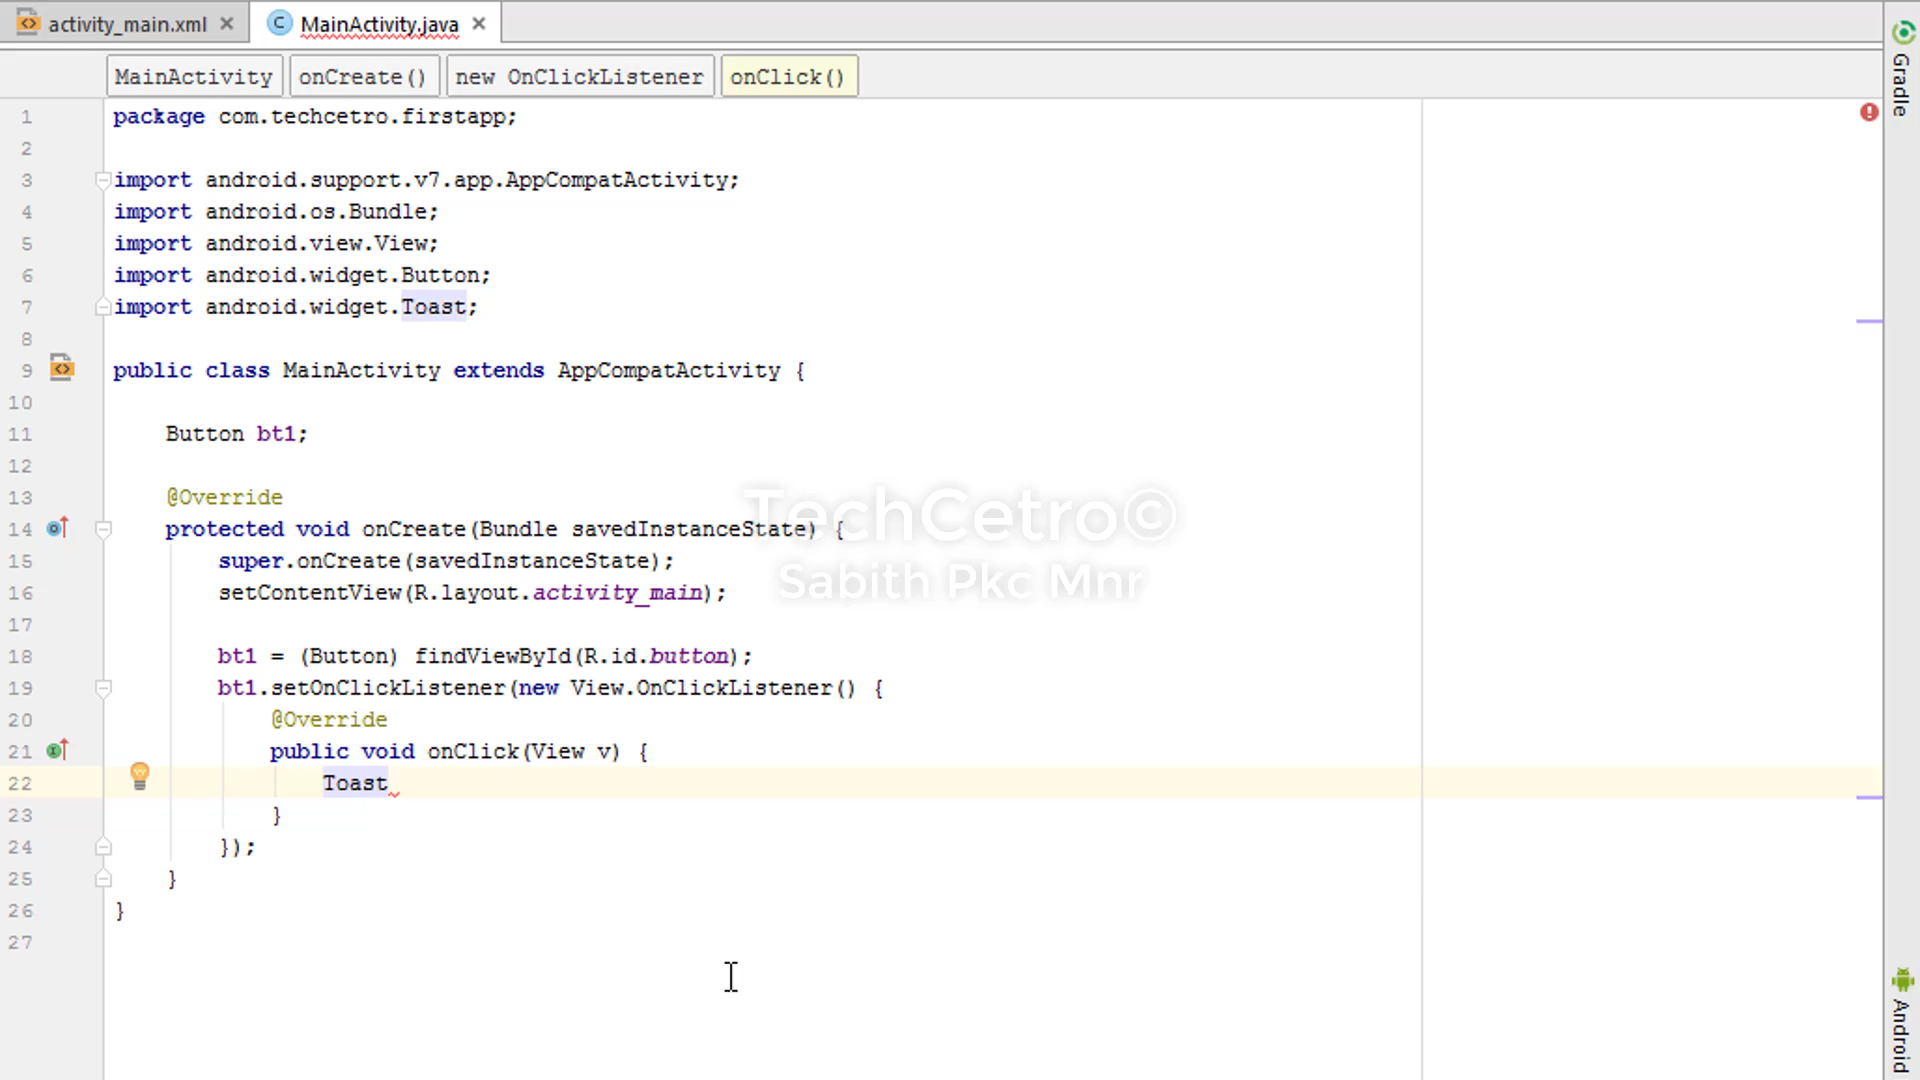 activity_main.xml
MainActivity.java
MainActivity
onCreate()
new OnClickListener
onClick()
Gradle
1 package com.techcetro.firstapp;
2
3 import android.support.v7.app.AppCompatActivity;
4 import android.os.Bundle;
5 import android.view.View;
6 import android.widget.Button;
7 import android.widget.Toast;
8
9 public class MainActivity extends AppCompatActivity {
10
11 Button bt1;
12
13 @Override
14 protected void onCreate(Bundle savedInstanceState) {
15 super.onCreate(savedInstanceState);
16 setContentView(R.layout.activity_main);
17
18 bt1 = (Button) findViewById(R.id.button);
19 bt1.setOnClickListener(new View.OnClickListener() {
20 @Override
21 public void onClick(View v) {
22 Toast
23 }
24 });
25 }
26 }
27
TechCetro©
Sabith Pkc Mnr
Android